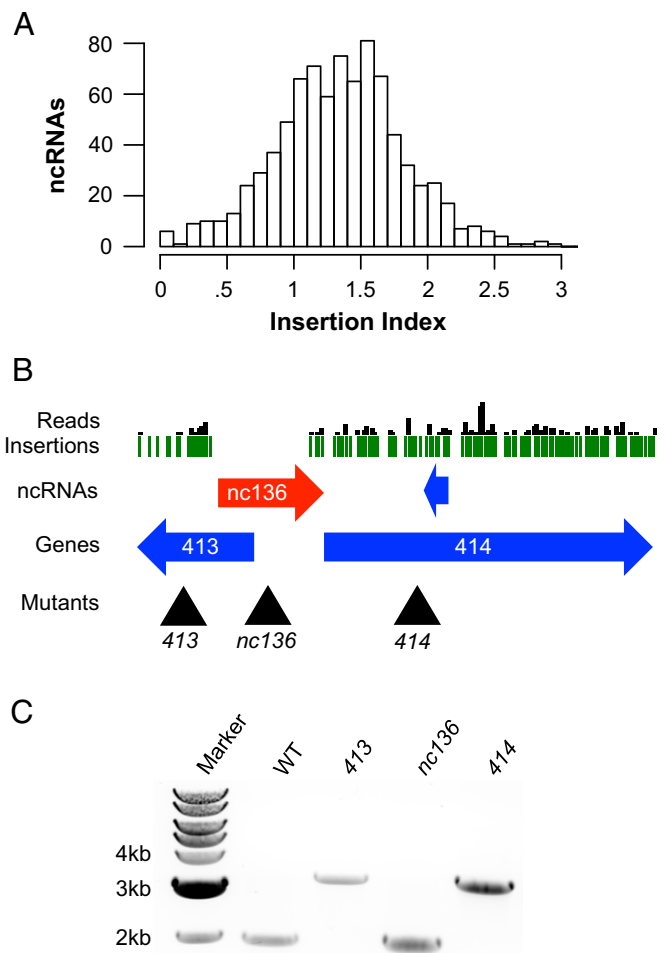 A
ncRNAs
80
60
40
20
0
0 .5 1 1.5 2 2.5 3
Insertion Index
B
Reads
Insertions
ncRNAs nc136
Genes 413 414
Mutants
413 nc136 414
C
Marker WT 413 nc136 414
4kb
3kb
2kb